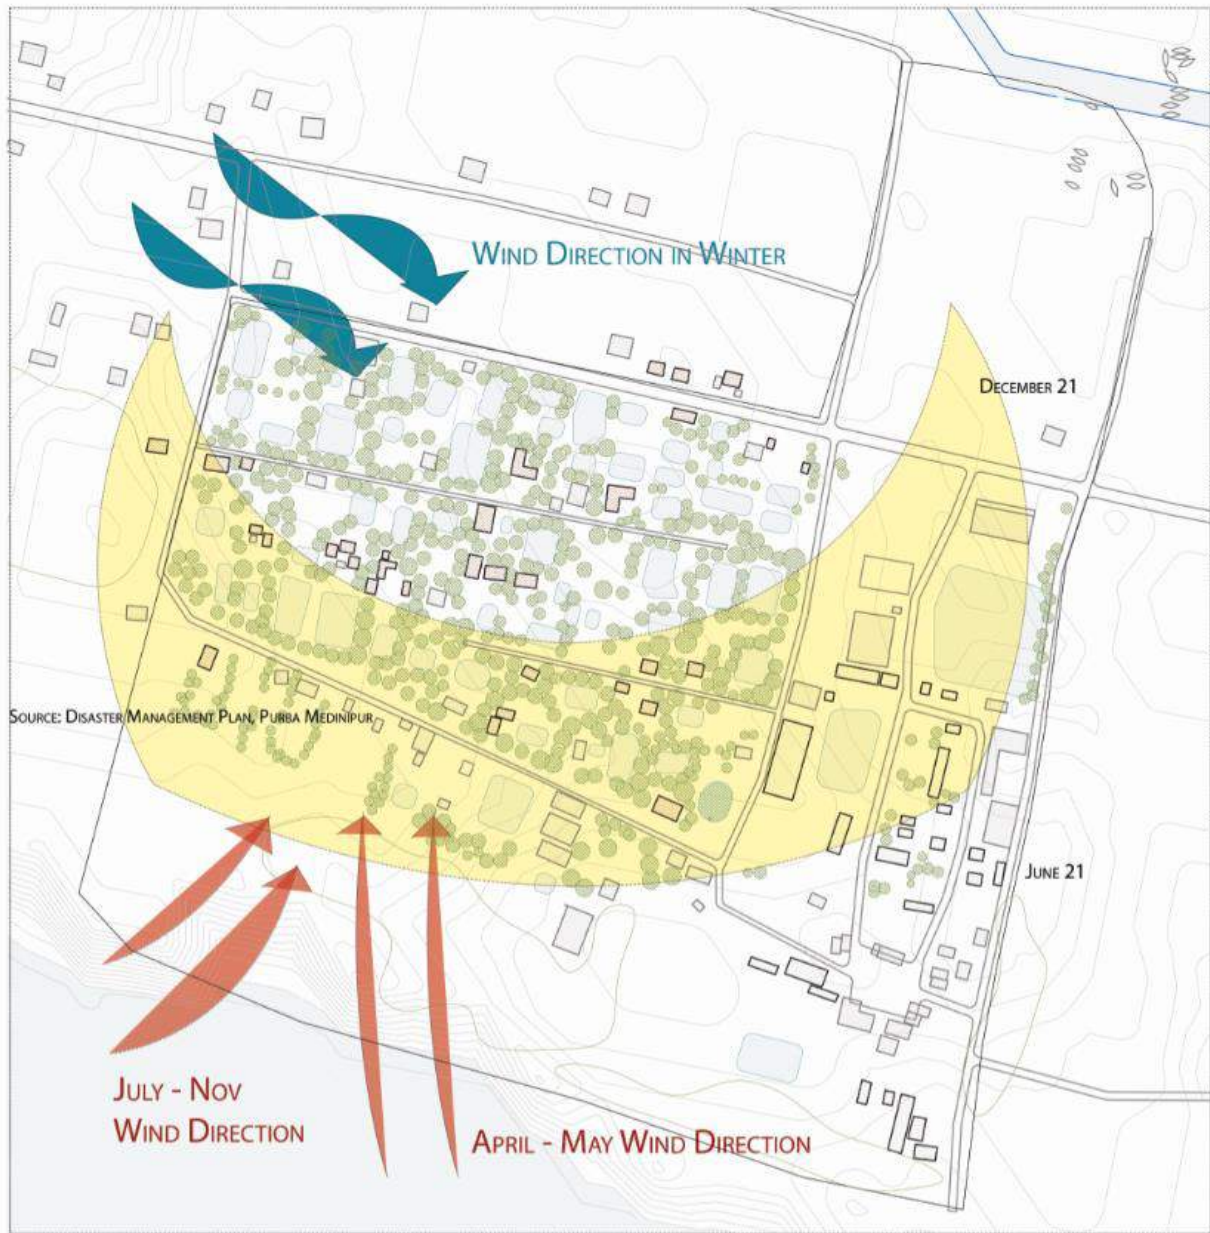 Wind Direction in Winter
December 21
Source: Disaster Management Plan, Purba Medinipur
June 21
July - Nov
Wind Direction
April - May Wind Direction